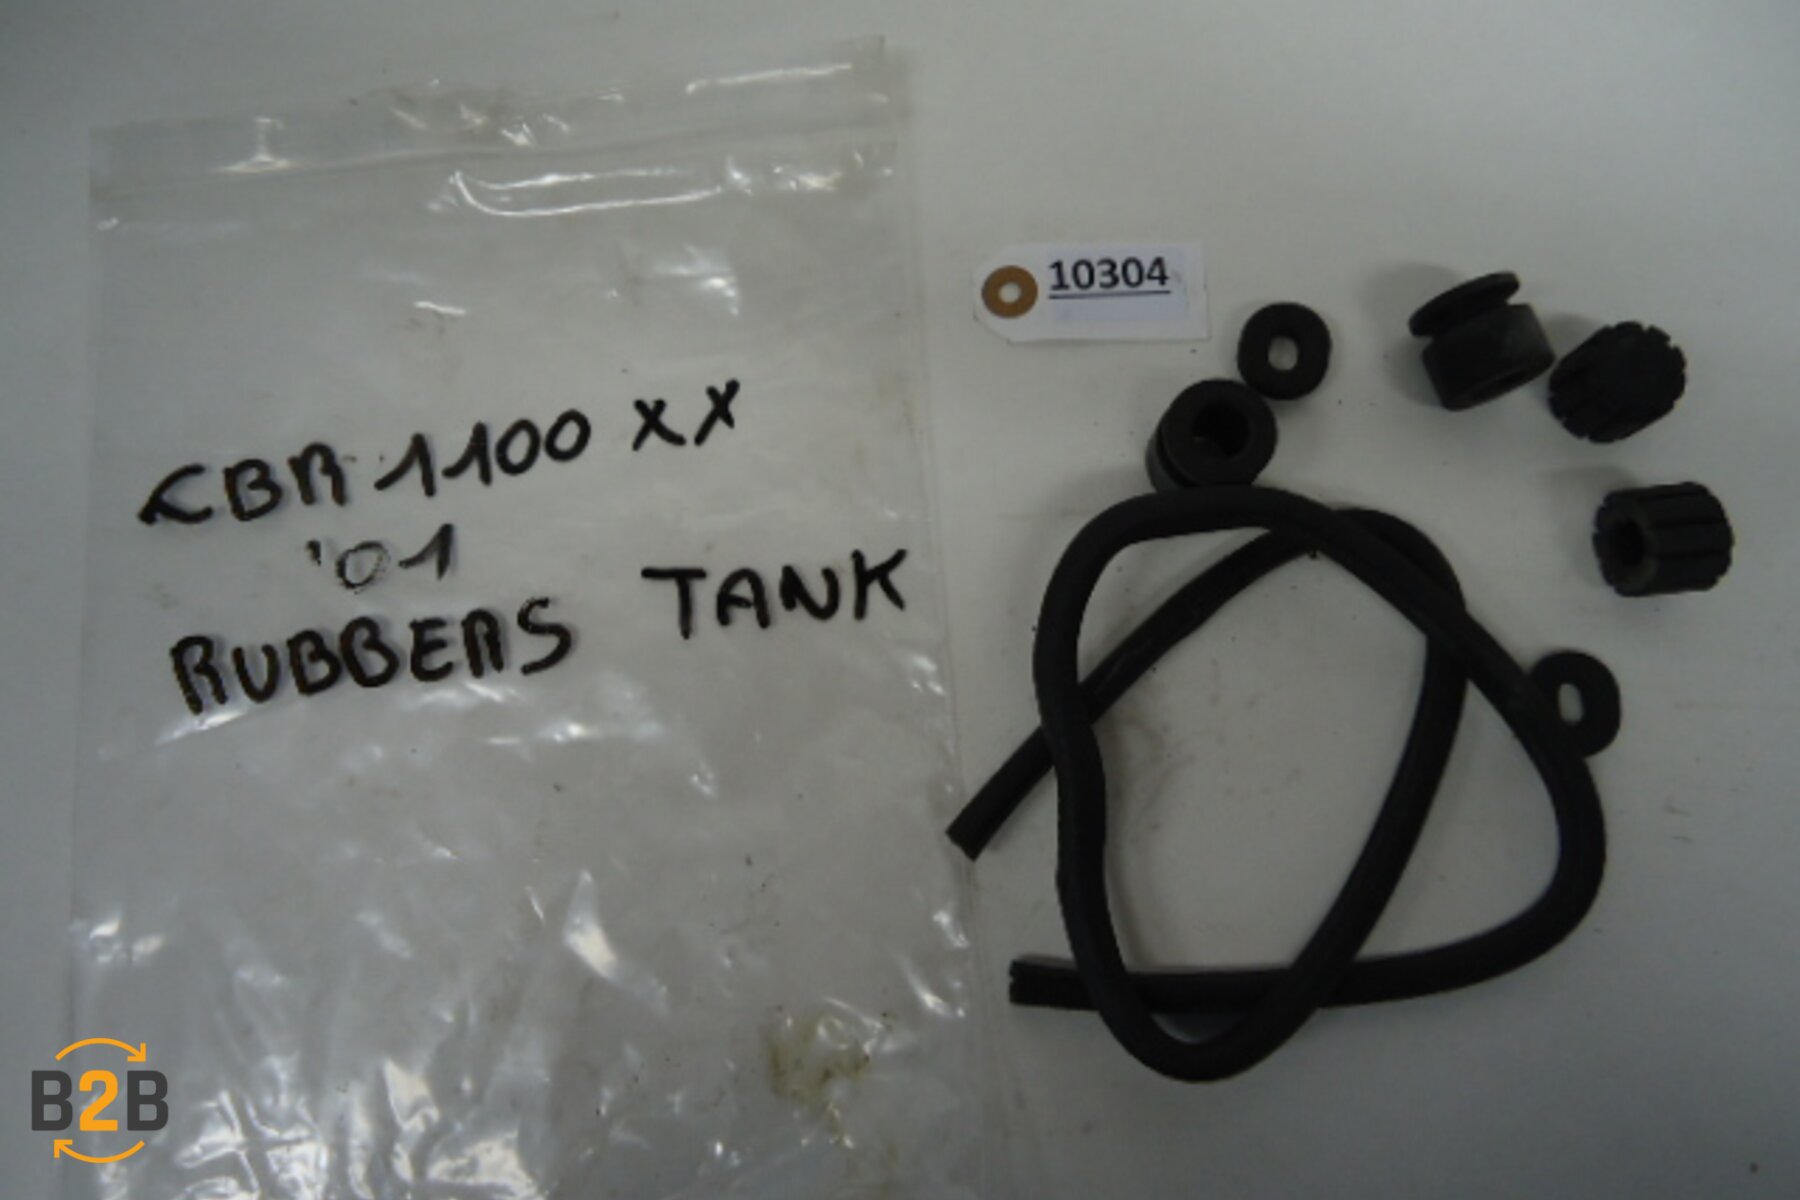 CBR 1100 XX
'01
RUBBERS TANK
10304
B2B